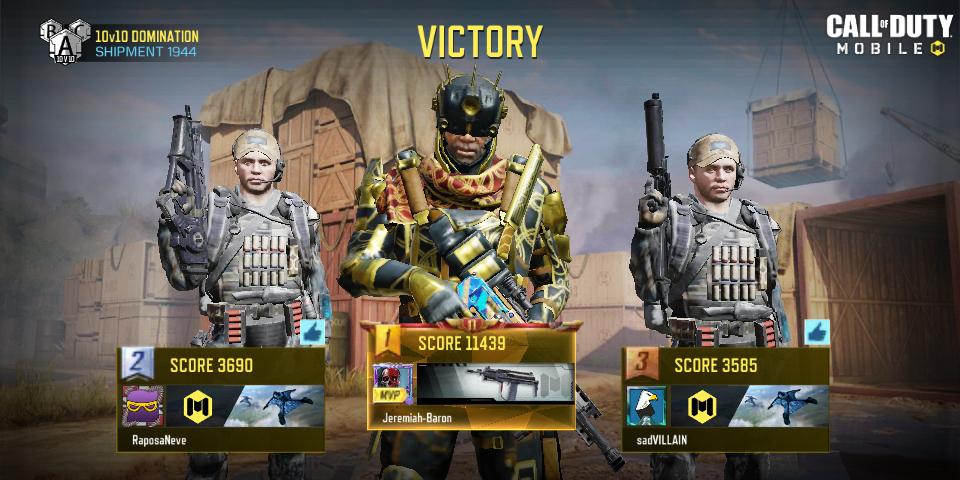 B C
A
10V10
10v10 DOMINATION
SHIPMENT 1944
VICTORY
CALL OF DUTY
MOBILE
2
SCORE 3690
RaposaNeve
1
SCORE 11439
MVP
Jeremiah-Baron
3
SCORE 3585
sadVILLAIN